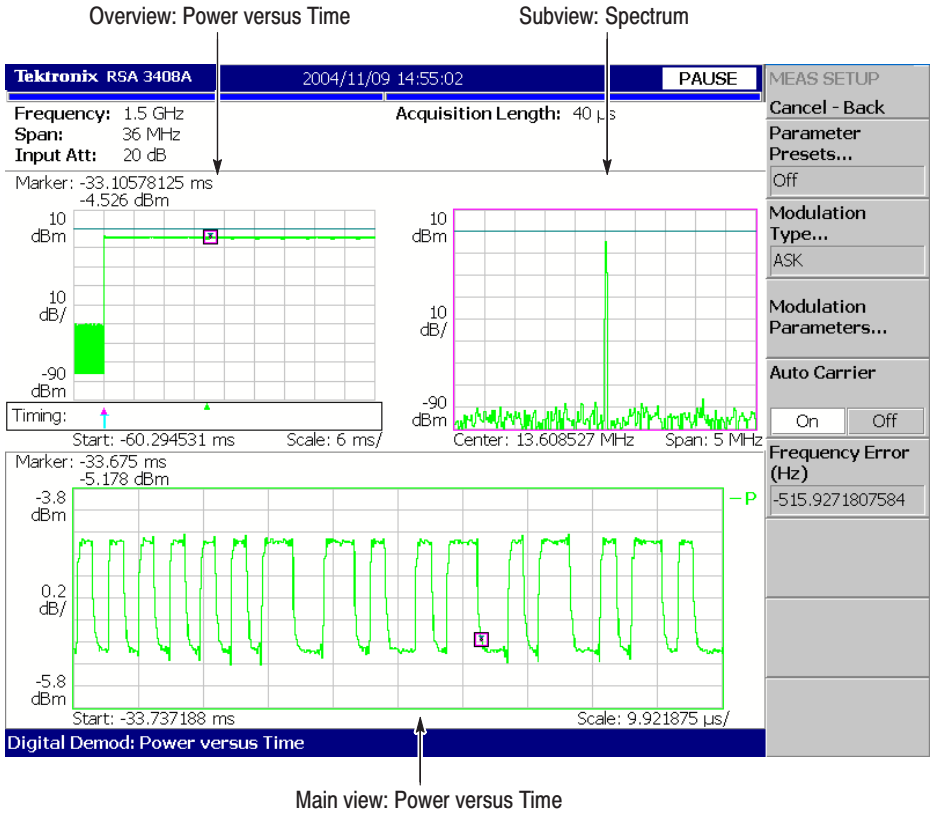 Overview: Power versus Time
Subview: Spectrum
Tektronix RSA 3408A
2004/11/09 14:55:02
PAUSE
Frequency: 1.5 GHz
Acquisition Length: 40 µs
Span: 36 MHz
Input Att: 20 dB
Marker: -33.10578125 ms
-4.526 dBm
10
dBm
10
dB/
-90
dBm
Timing:
Start: -60.294531 ms
Scale: 6 ms/
10
dBm
10
dB/
-90
dBm
Center: 13.608527 MHz
Span: 5 MHz
Marker: -33.675 ms
-5.178 dBm
-3.8
dBm
0.2
dB/
-5.8
dBm
P
Start: -33.737188 ms
Scale: 9.921875 µs/
Digital Demod: Power versus Time
MEAS SETUP
Cancel - Back
Parameter
Presets...
Off
Modulation
Type...
ASK
Modulation
Parameters...
Auto Carrier
On
Off
Frequency Error
(Hz)
-515.9271807584
Main view: Power versus Time